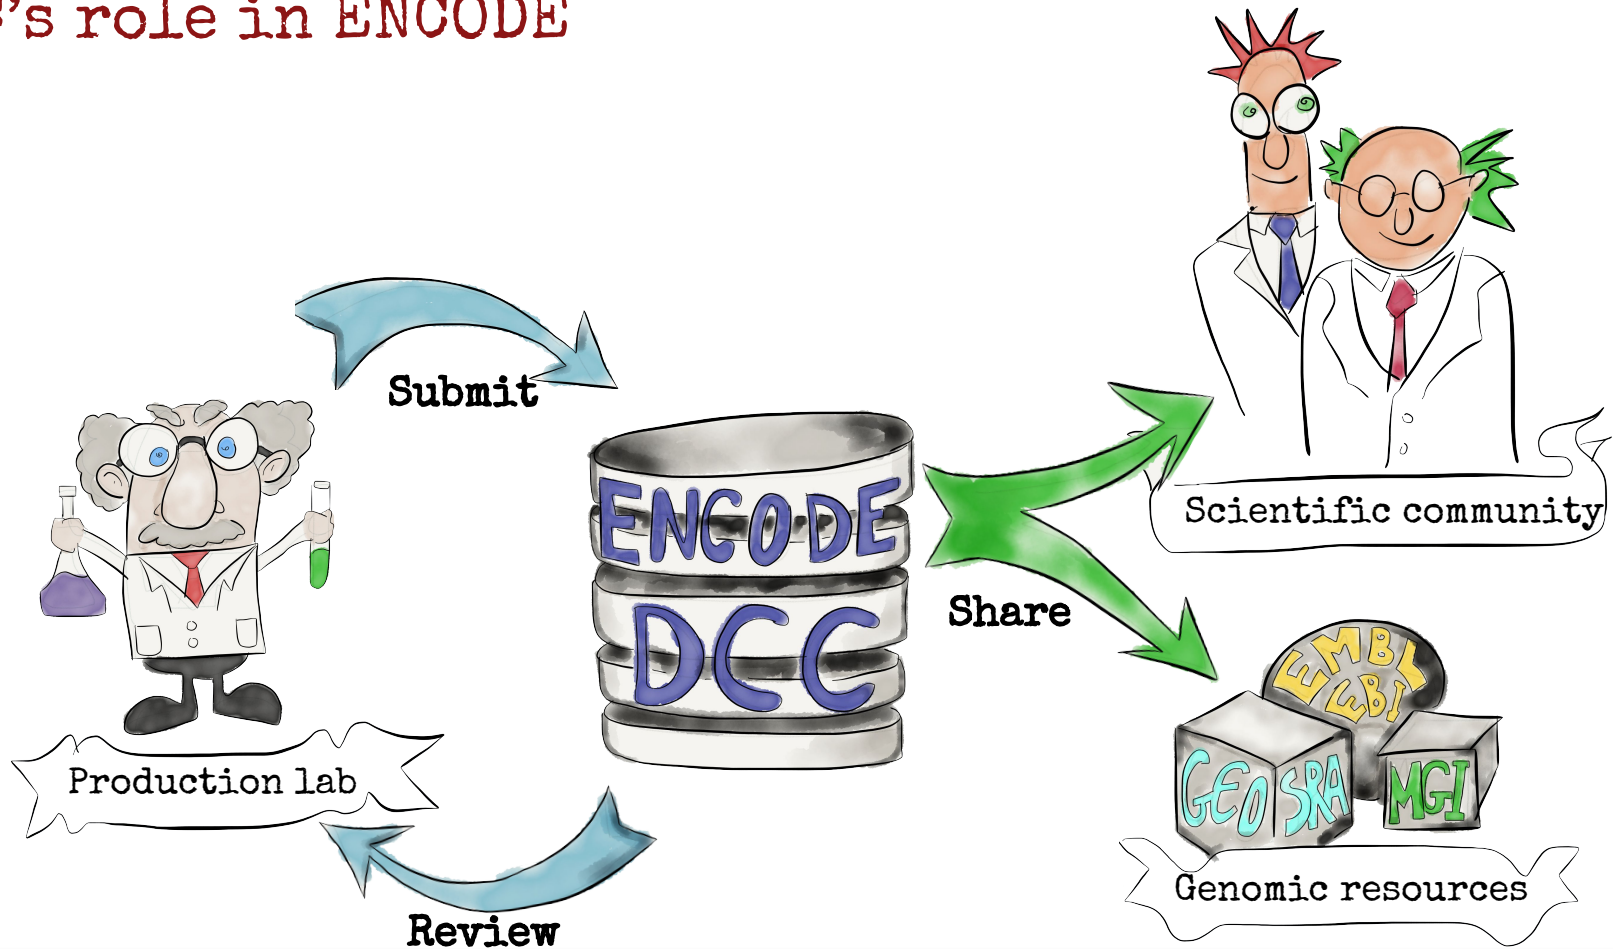 's role in ENCODE
Submit
ENCODE
DCC
Share
Scientific community
EMBL
EBI
GEO SRA
MGI
Production lab
Genomic resources
Review